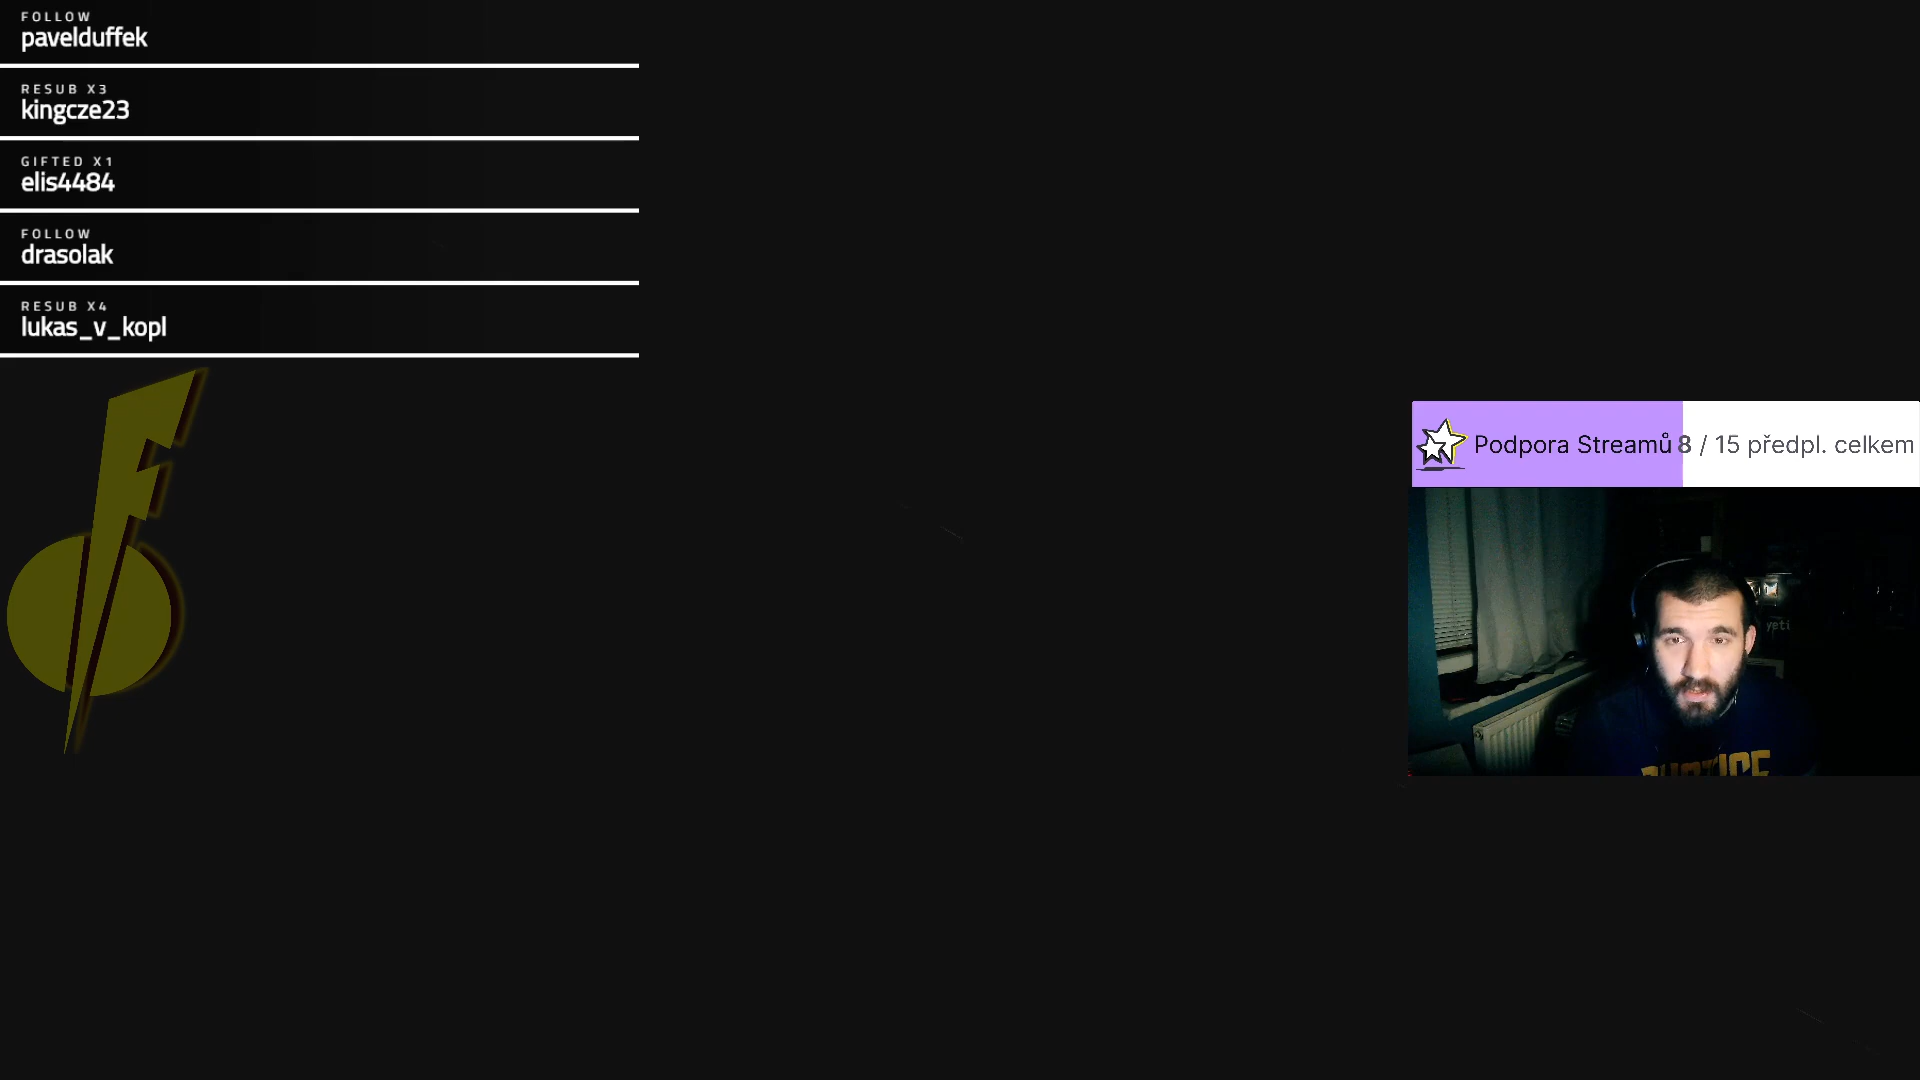 FOLLOW
pavelduffek
RESUB X3
kingcze23
GIFTED X1
elis4484
FOLLOW
drasolak
RESUB X4
lukas_v_kopl
Podpora Streamů 8 / 15 předpl. celkem
yeti